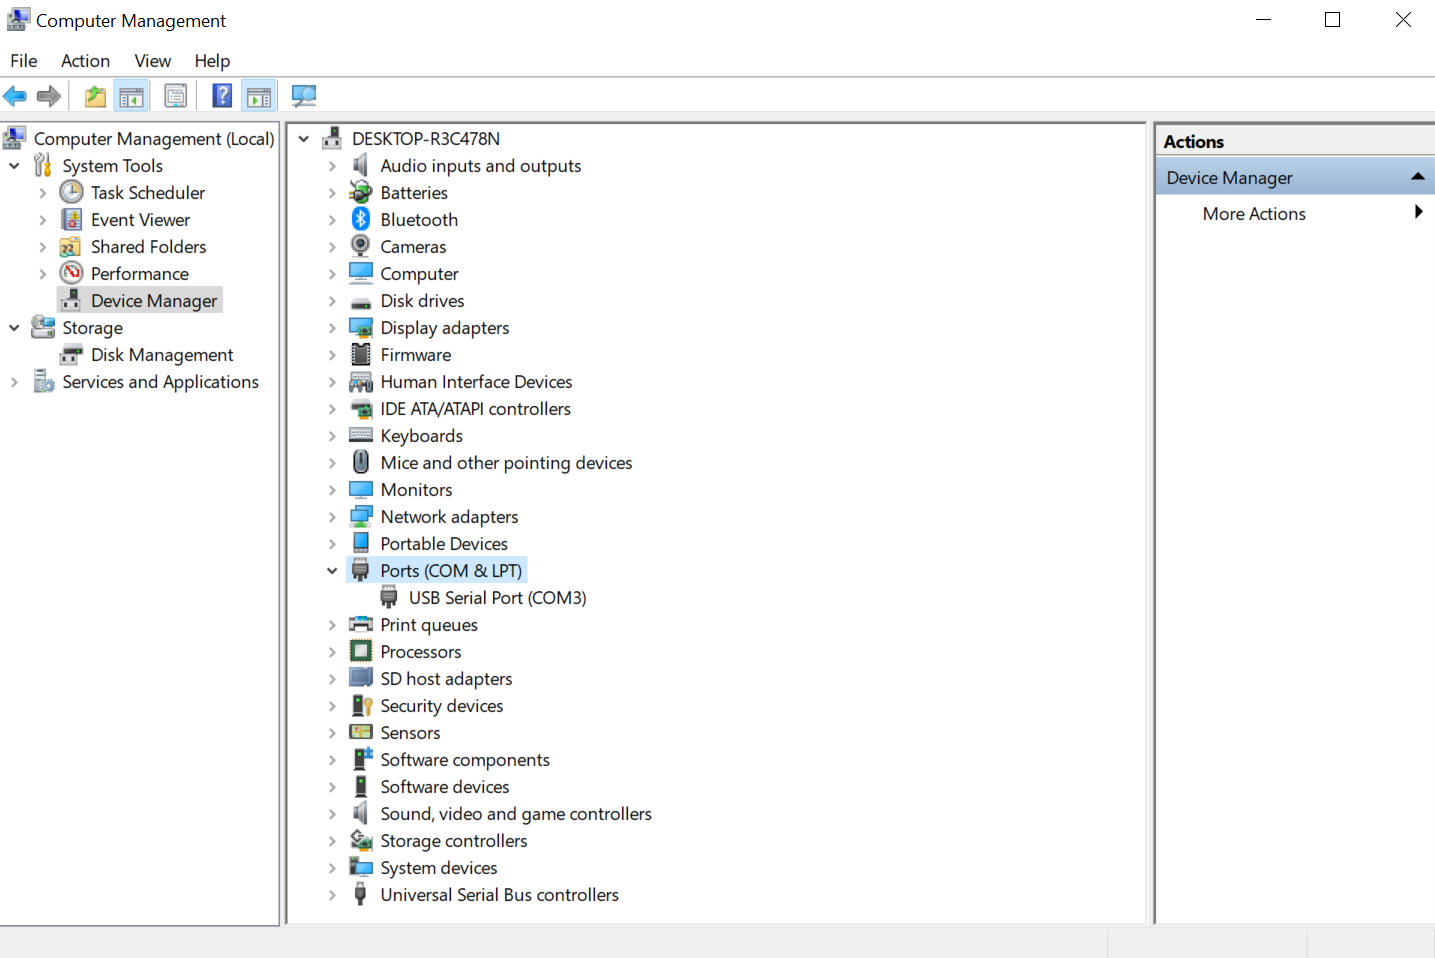 Computer Management
File Action View Help
Computer Management (Local)
System Tools
Task Scheduler
Event Viewer
Shared Folders
Performance
Device Manager
Storage
Disk Management
Services and Applications
DESKTOP-R3C478N
Audio inputs and outputs
Batteries
Bluetooth
Cameras
Computer
Disk drives
Display adapters
Firmware
Human Interface Devices
IDE ATA/ATAPI controllers
Keyboards
Mice and other pointing devices
Monitors
Network adapters
Portable Devices
Ports (COM & LPT)
USB Serial Port (COM3)
Print queues
Processors
SD host adapters
Security devices
Sensors
Software components
Software devices
Sound, video and game controllers
Storage controllers
System devices
Universal Serial Bus controllers
Actions
Device Manager
More Actions